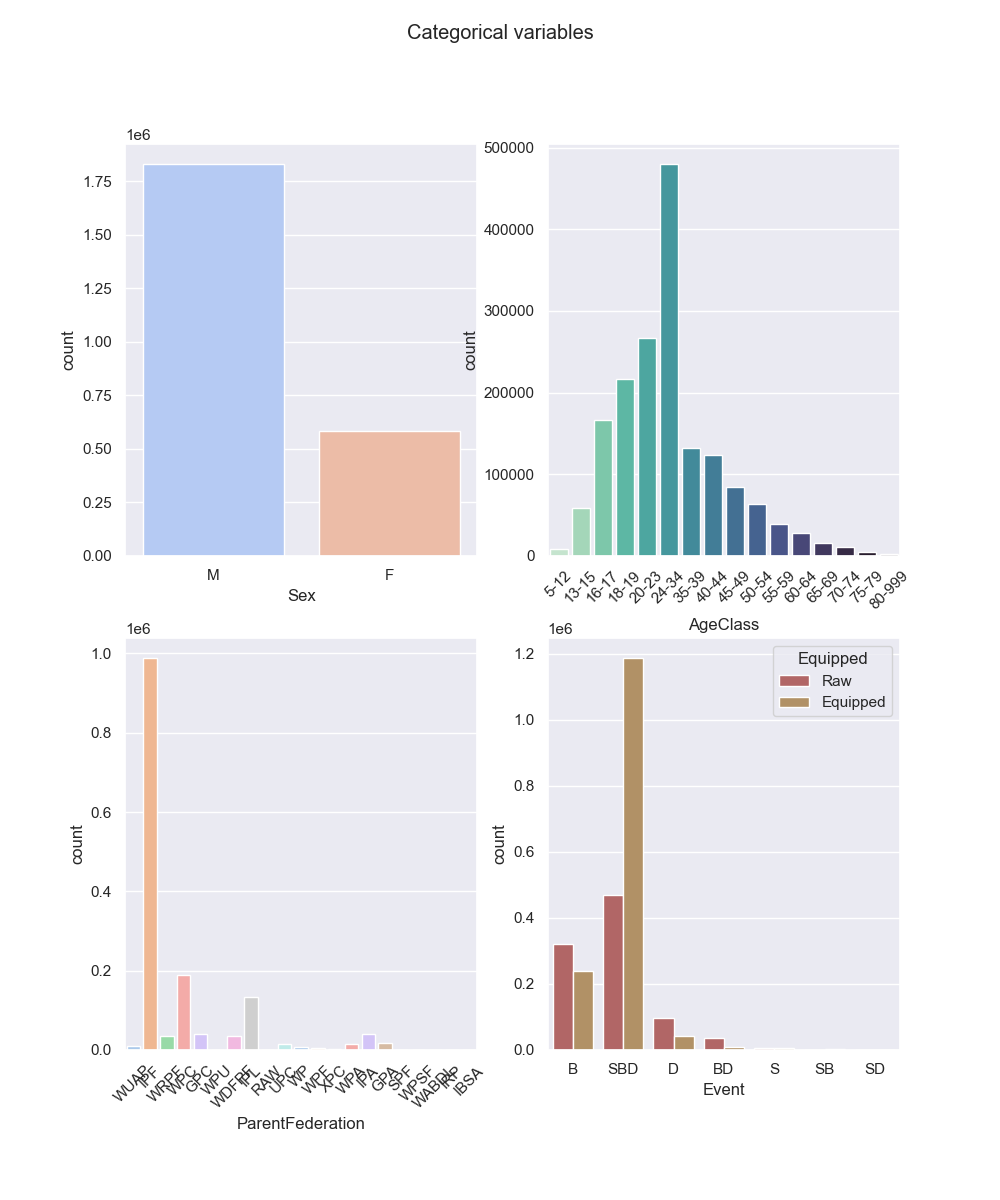 Categorical variables
1e6
1.75
1.50
1.25
1.00
0.75
0.50
0.25
0.00
count
M F
Sex
500000
400000
300000
200000
100000
0
count
5-12 13-15 16-17 18-19 20-23 24-34 35-39 40-44 45-49 50-54 55-59 60-64 65-69 70-74 75-79 80-999
AgeClass
1e6
1.0
0.8
0.6
0.4
0.2
0.0
count
WUAP IPF WRPF WPC GPC WPU WDFPF IPL RAW UPC WP WPF XPC WPA IPA GPA SPF WPSF WABDL IRP IBSA
ParentFederation
1e6
1.2
1.0
0.8
0.6
0.4
0.2
0.0
count
Equipped
Raw
Equipped
B SBD D BD S SB SD
Event